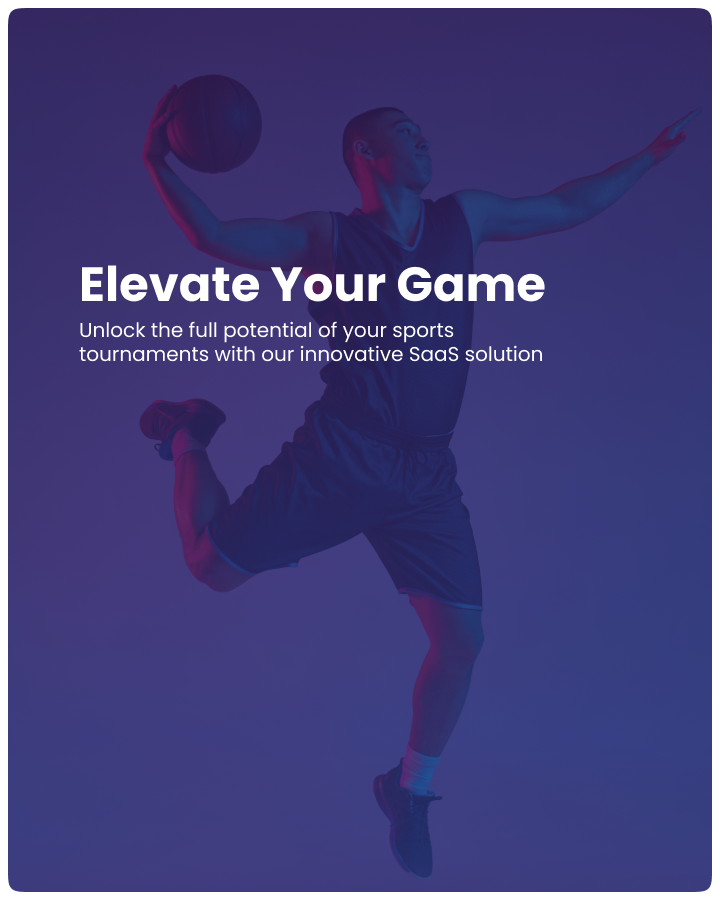 Elevate Your Game
Unlock the full potential of your sports
tournaments with our innovative SaaS solution